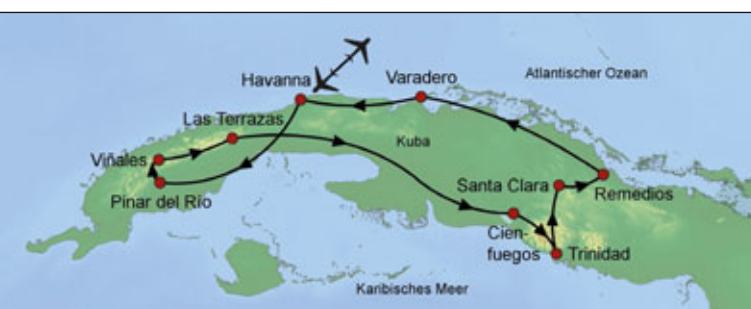 Havanna
Varadero
Atlantischer Ozean
Las Terrazas
Kuba
Viñales
Pinar del Río
Santa Clara
Remedios
Cien-
fuegos
Trinidad
Karibisches Meer